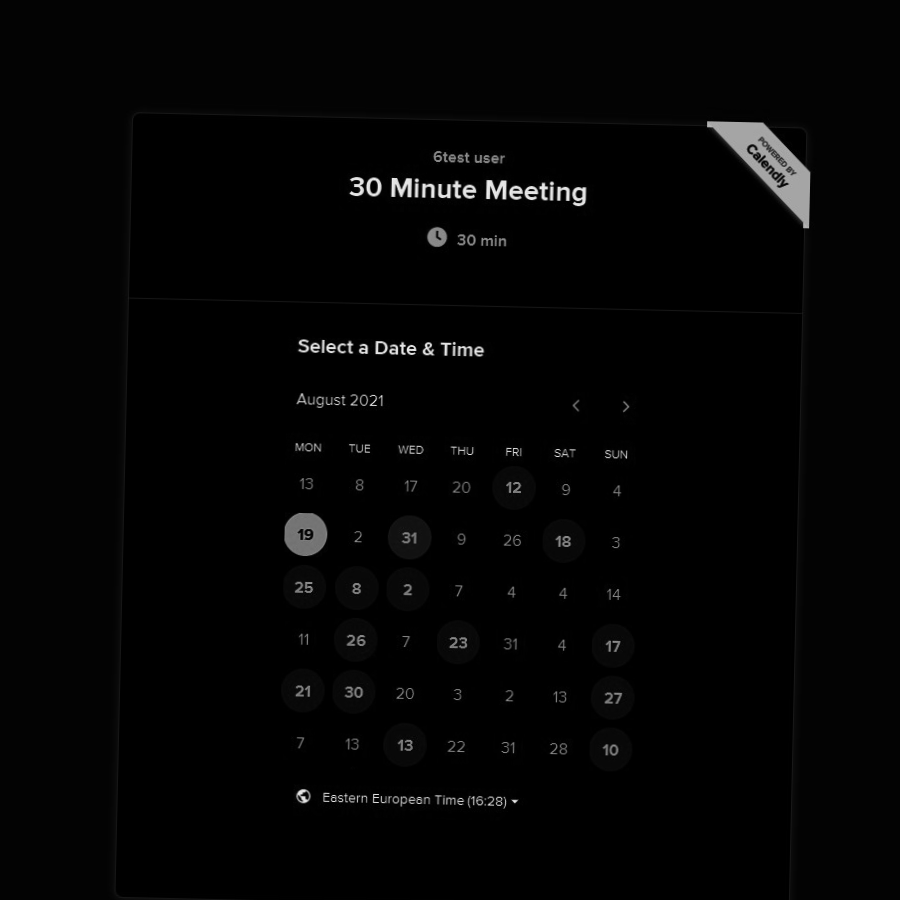 6test user
30 Minute Meeting
30 min
POWERED BY
Calendly
Select a Date & Time
August 2021
MON TUE WED THU FRI SAT SUN
13 8 17 20 12 9 4
19 2 31 9 26 18 3
25 8 2 7 4 4 14
11 26 7 23 31 4 17
21 30 20 3 2 13 27
7 13 13 22 31 28 10
Eastern European Time (16:28)